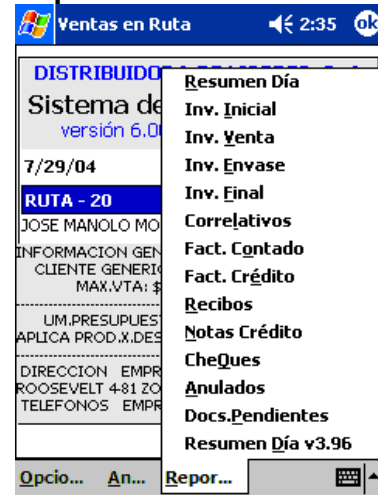 Ventas en Ruta 2:35 ok
DISTRIBUIDO
Sistema de
versión 6.0
7/29/04
RUTA - 20
JOSE MANOLO MO
INFORMACION GEN
CLIENTE GENERI
MAX.VTA: $
UM.PRESUPUES
APLICA PROD.X.DES
DIRECCION EMPR
ROOSEVELT 4-81 ZO
TELEFONOS EMPR
Resumen Día
Inv. Inicial
Inv. Venta
Inv. Envase
Inv. Final
Correlativos
Fact. Contado
Fact. Crédito
Recibos
Notas Crédito
CheQues
Anulados
Docs.Pendientes
Resumen Día v3.96
Opcio... An... Repor...